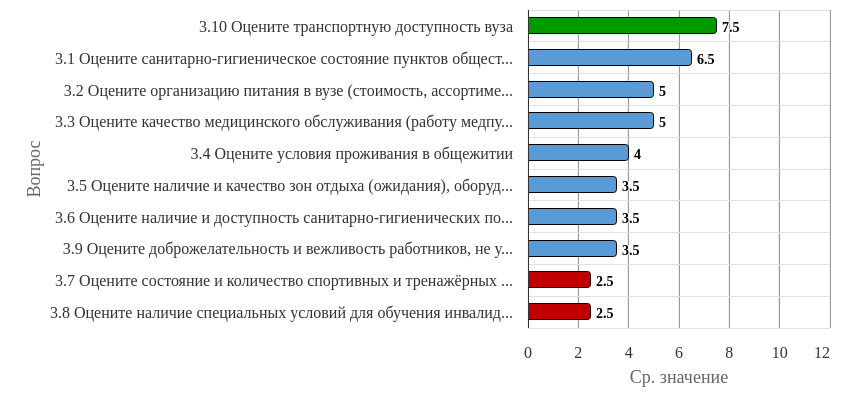 3.10 Оцените транспортную доступность вуза 7.5
3.1 Оцените санитарно-гигиеническое состояние пунктов общест... 6.5
3.2 Оцените организацию питания в вузе (стоимость, ассортиме... 5
3.3 Оцените качество медицинского обслуживания (работу медпу... 5
3.4 Оцените условия проживания в общежитии 4
3.5 Оцените наличие и качество зон отдыха (ожидания), оборуд... 3.5
3.6 Оцените наличие и доступность санитарно-гигиенических по... 3.5
3.9 Оцените доброжелательность и вежливость работников, не у... 3.5
3.7 Оцените состояние и количество спортивных и тренажёрных ... 2.5
3.8 Оцените наличие специальных условий для обучения инвалид... 2.5
Вопрос
0 2 4 6 8 10 12
Ср. значение